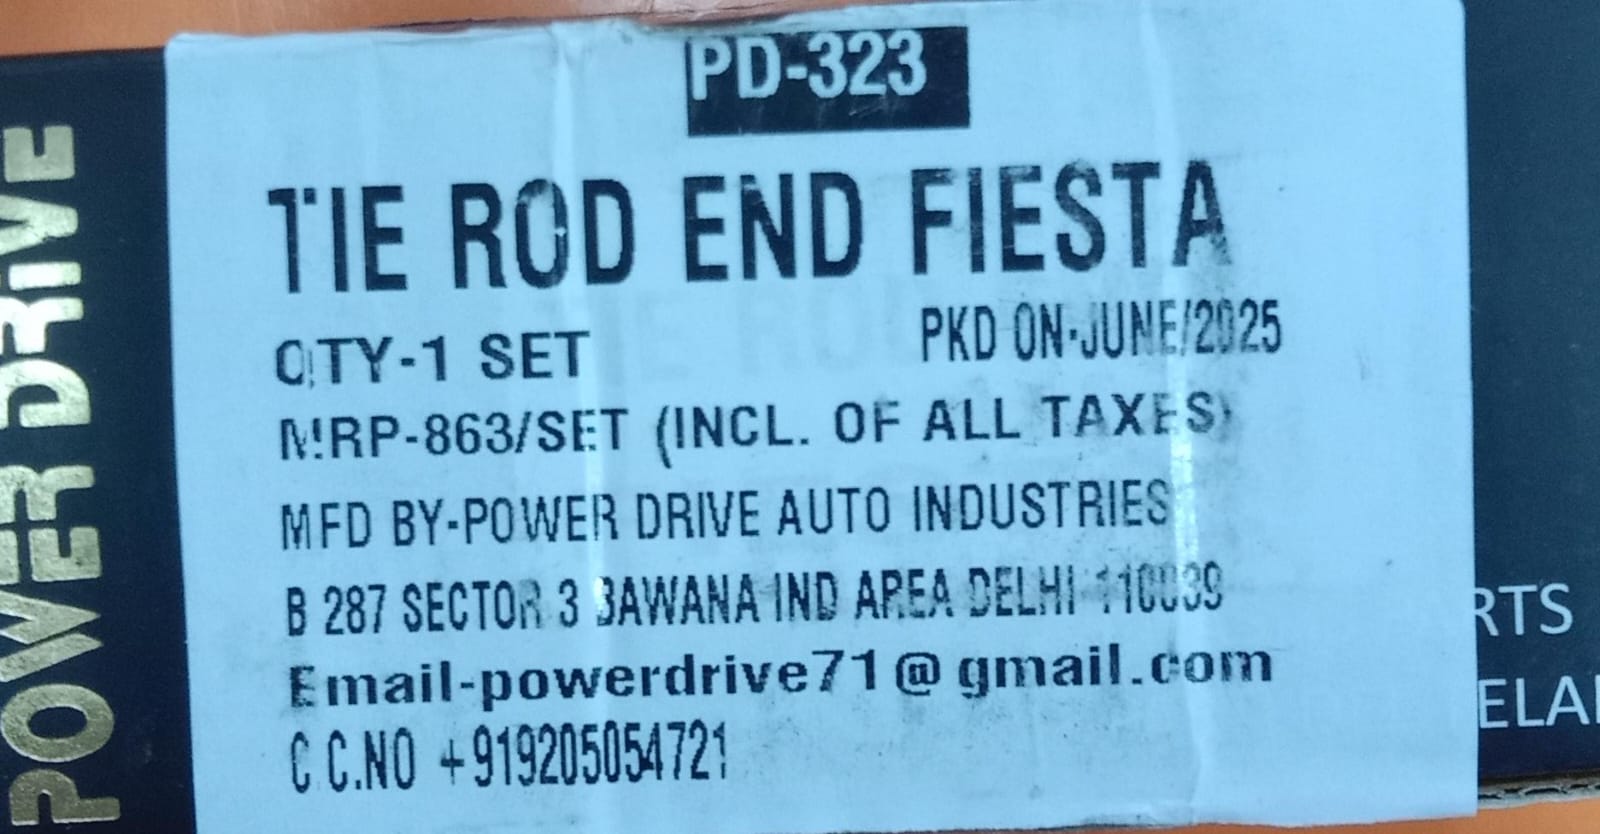 POWER DRIVE
PD-323
TIE ROD END FIESTA
QTY-1 SET
PKD ON-JUNE/2025
MRP-863/SET (INCL. OF ALL TAXES)
MFD BY-POWER DRIVE AUTO INDUSTRIES
B 287 SECTOR 3 BAWANA IND AREA DELHI 110039
Email-powerdrive71@gmail.com
C.C.NO +919205054721
RTS
ELA